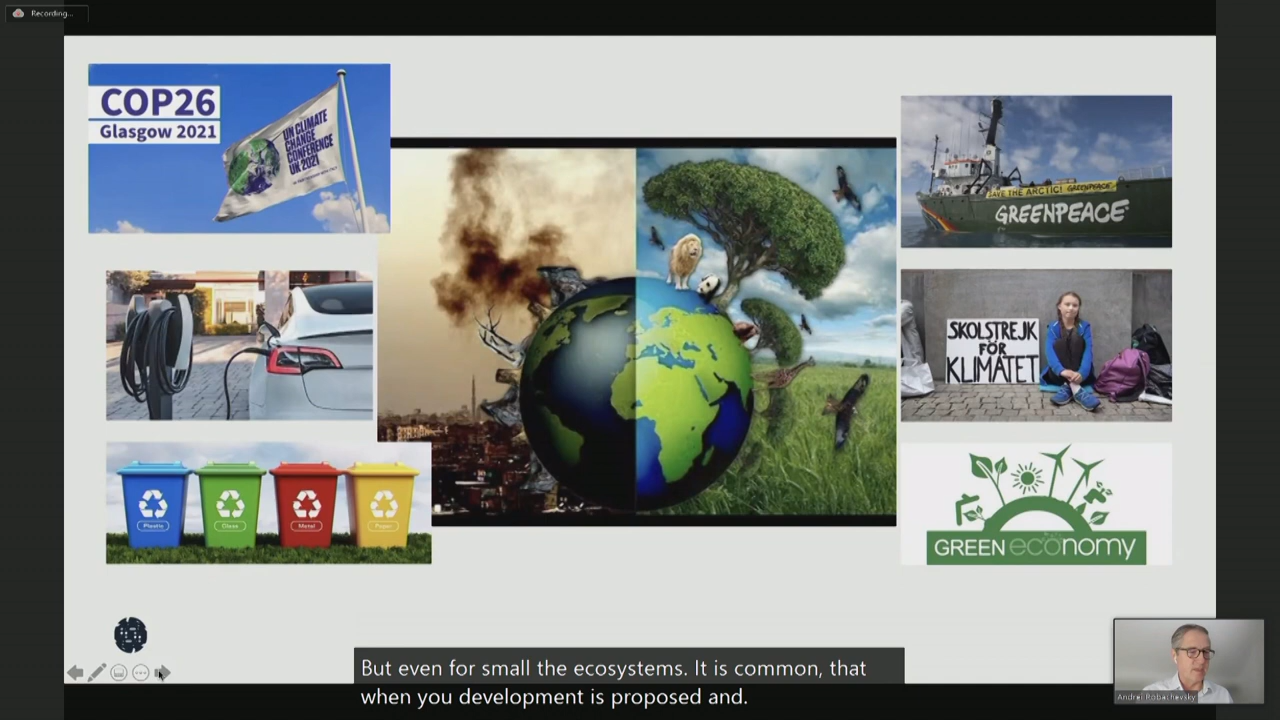 Recording...
COP26
Glasgow 2021
UN CLIMATE
CHANGE
CONFERENCE
UK 2021
SAVE THE ARCTIC! GREENPEACE
GREENPEACE
SKOLSTREJK
FÖR
KLIMATET
Plastic
Glass
Metal
Paper
GREEN economy
But even for small the ecosystems. It is common, that
when you development is proposed and.
Andrei Robachevsky